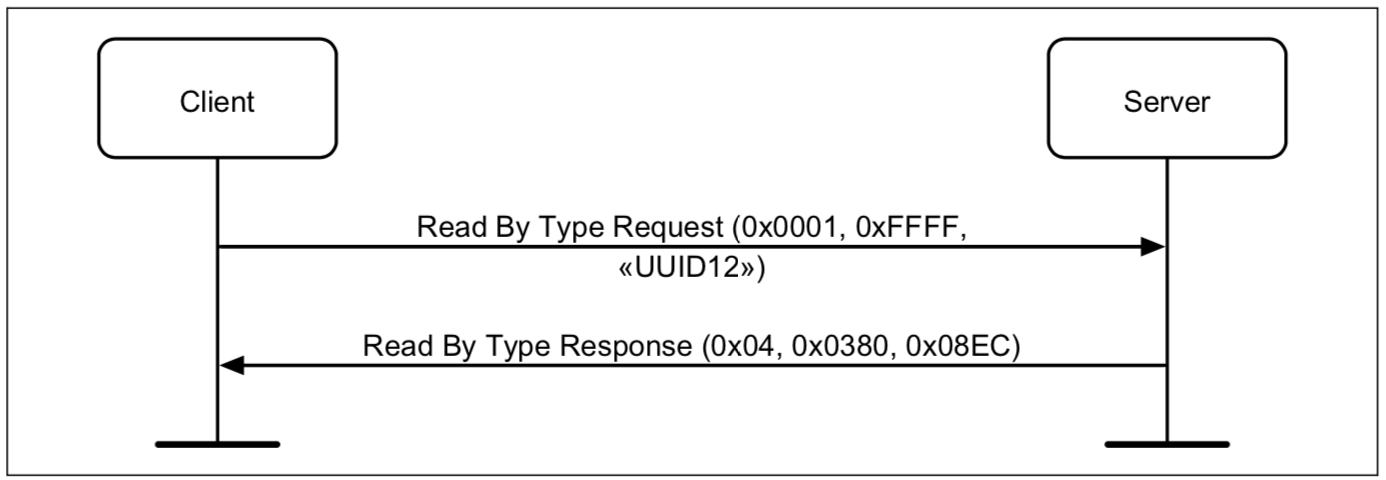 Client
Server
Read By Type Request (0x0001, 0xFFFF,
«UUID12»)
Read By Type Response (0x04, 0x0380, 0x08EC)